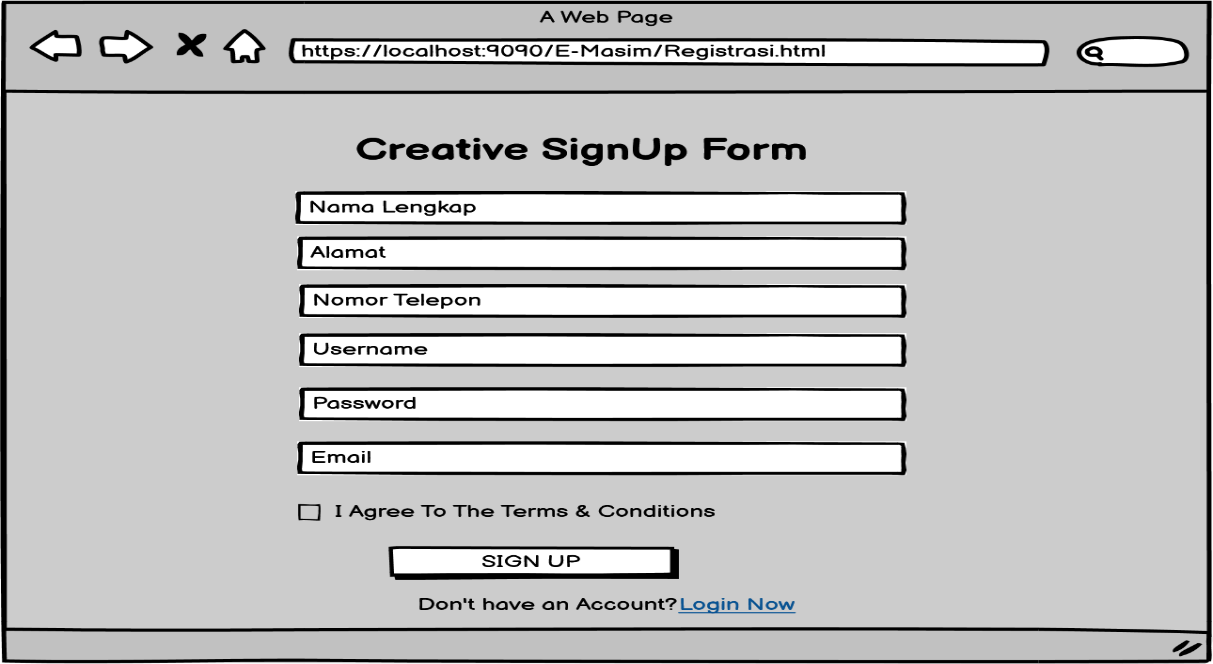 A Web Page
https://localhost:9090/E-Masim/Registrasi.html
Creative SignUp Form
Nama Lengkap
Alamat
Nomor Telepon
Username
Password
Email
I Agree To The Terms & Conditions
SIGN UP
Don't have an Account?Login Now